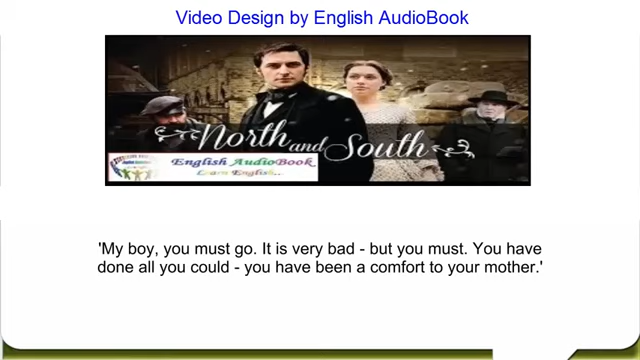 Video Design by English AudioBook
North and South
English AudioBook
Learn English...
'My boy, you must go. It is very bad - but you must. You have
done all you could - you have been a comfort to your mother.'